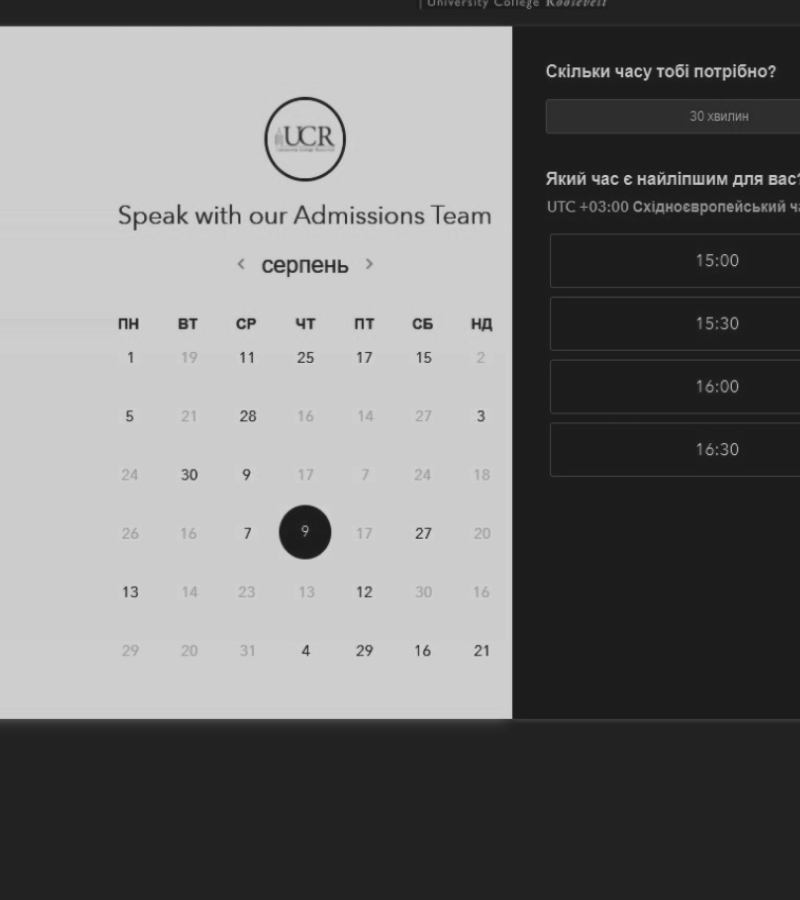 | University College Roosevelt
UCR
Speak with our Admissions Team
< серпень >
ПН ВТ СР ЧТ ПТ СБ НД
1 19 11 25 17 15 2
5 21 28 16 14 27 3
24 30 9 17 7 24 18
26 16 7 9 17 27 20
13 14 23 13 12 30 16
29 20 31 4 29 16 21
Скільки часу тобі потрібно?
30 хвилин
Який час є найліпшим для вас?
UTC +03:00 Східноєвропейський ча
15:00
15:30
16:00
16:30